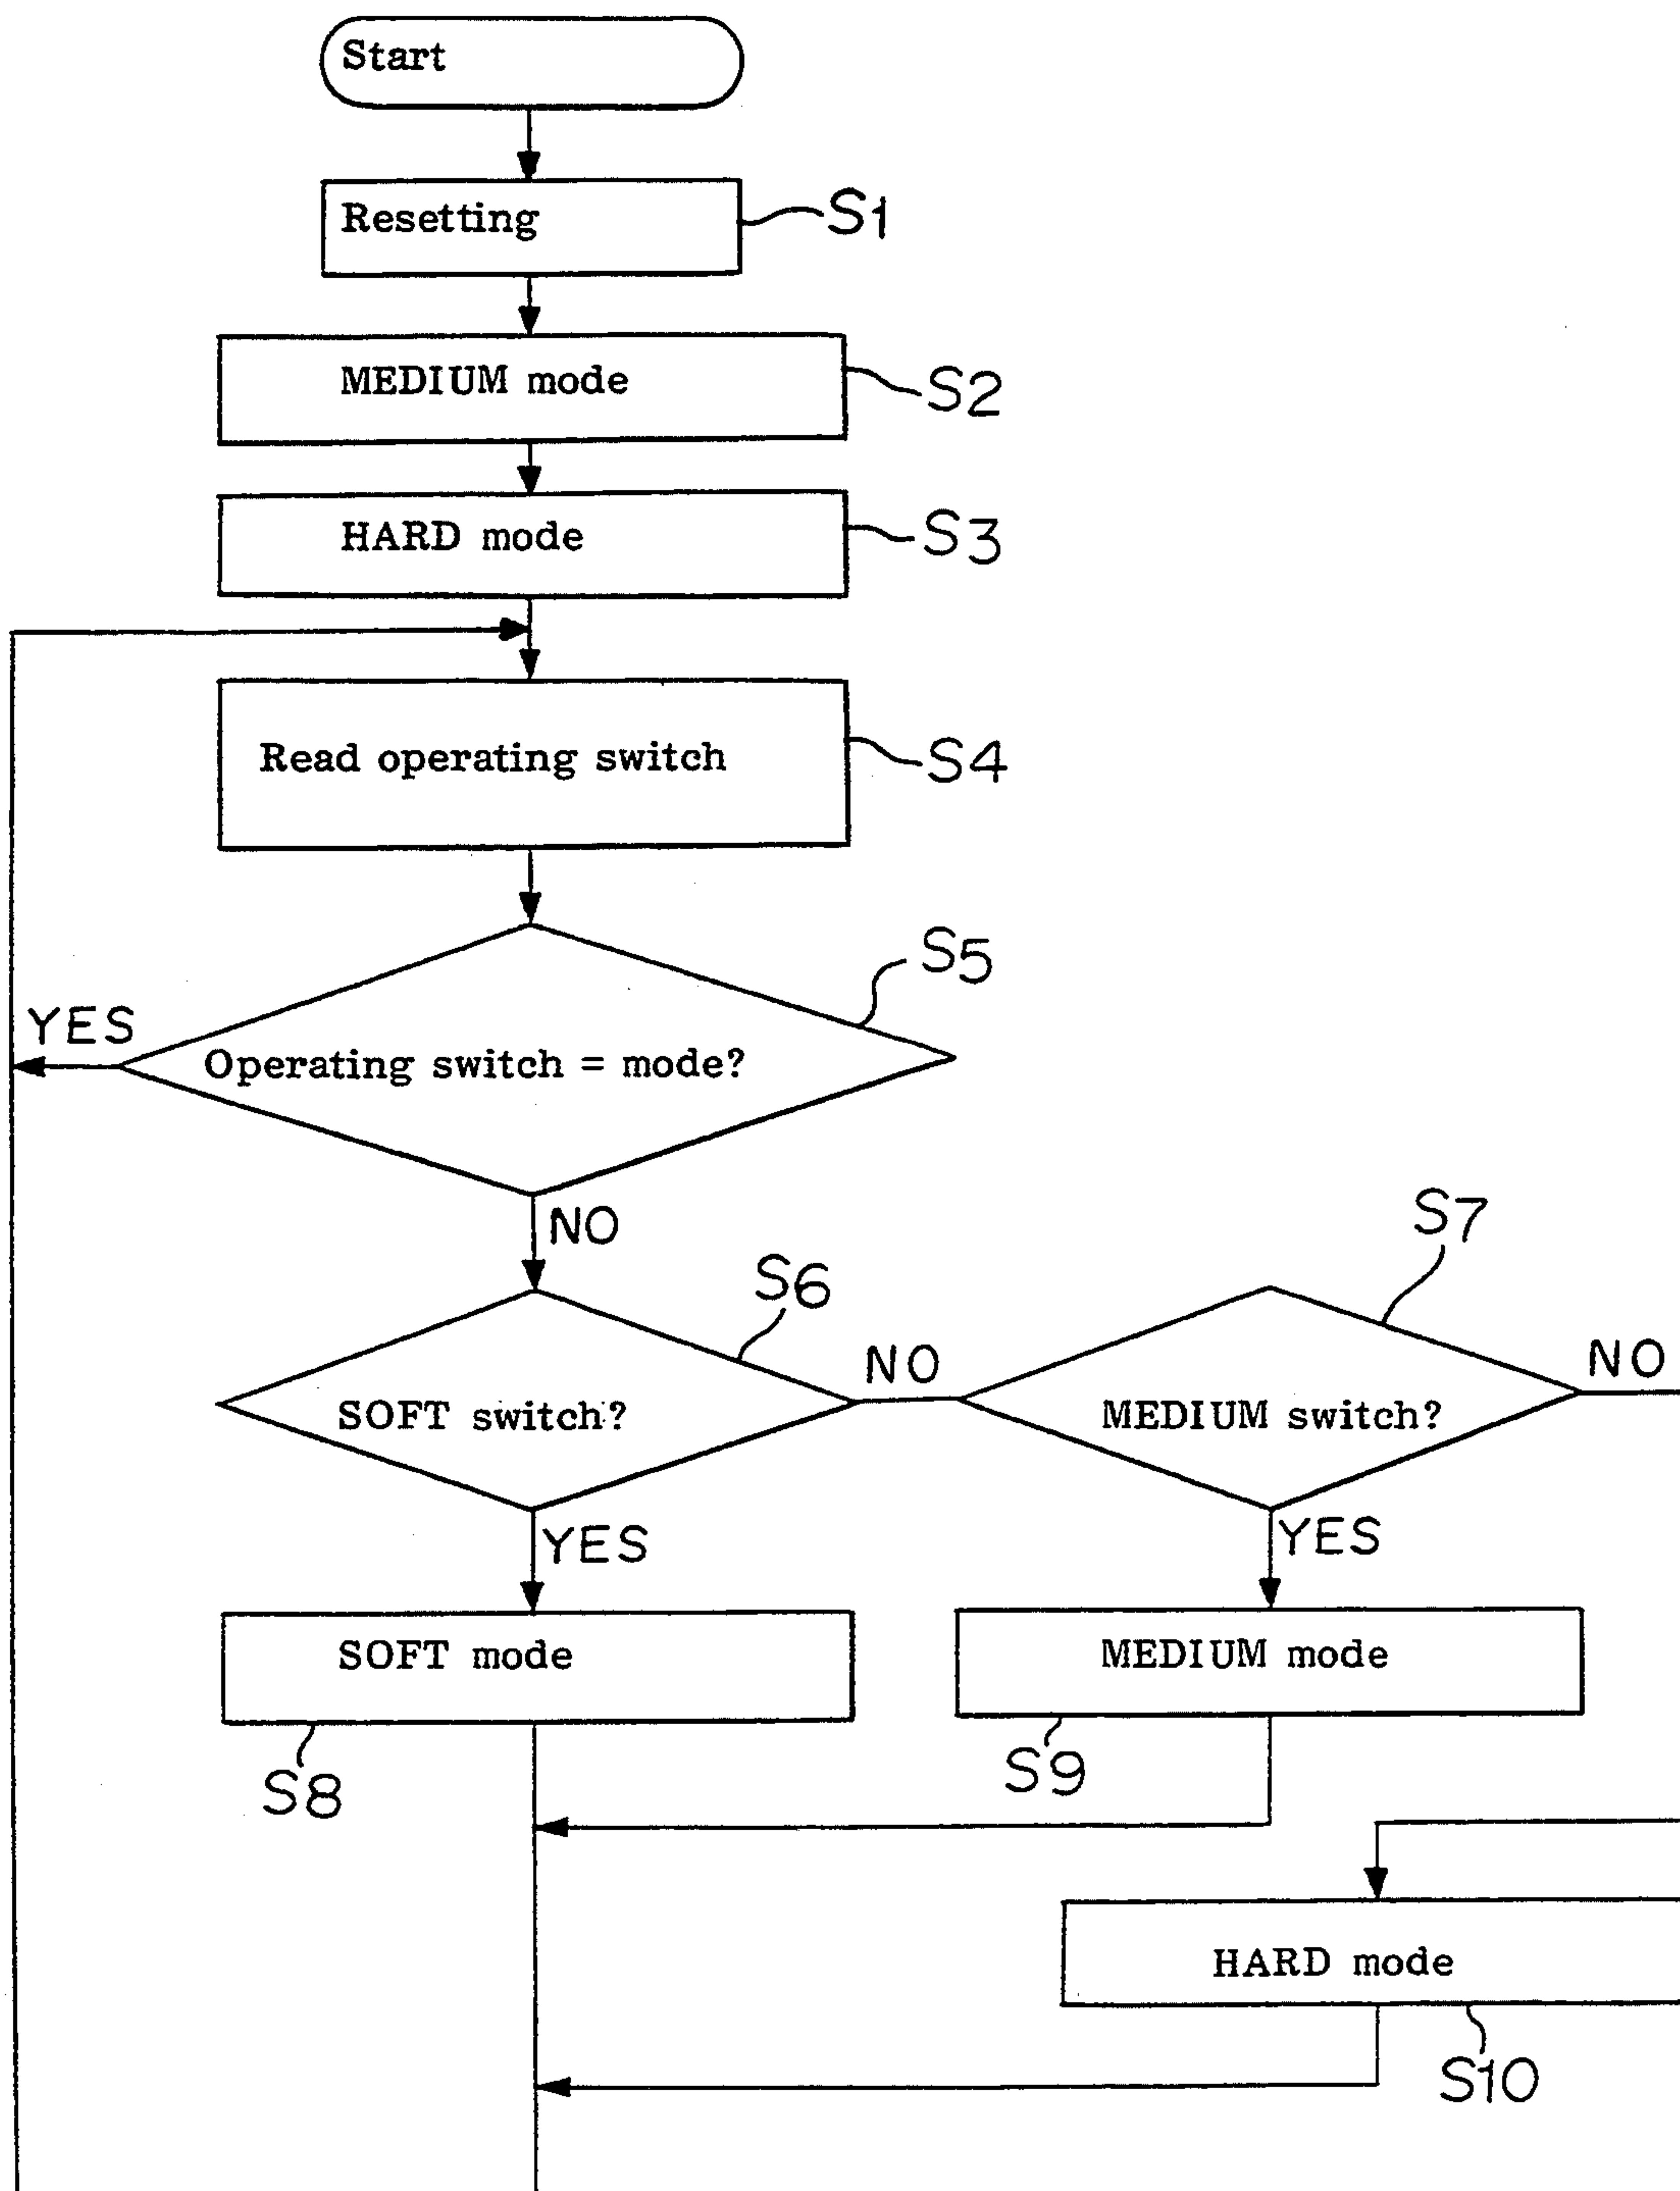 Start
Resetting
S1
MEDIUM mode
S2
HARD mode
S3
Read operating switch
S4
S5
YES
Operating switch = mode?
NO
S6
S7
NO
NO
SOFT switch?
MEDIUM switch?
YES
YES
SOFT mode
MEDIUM mode
S8
S9
HARD mode
S10